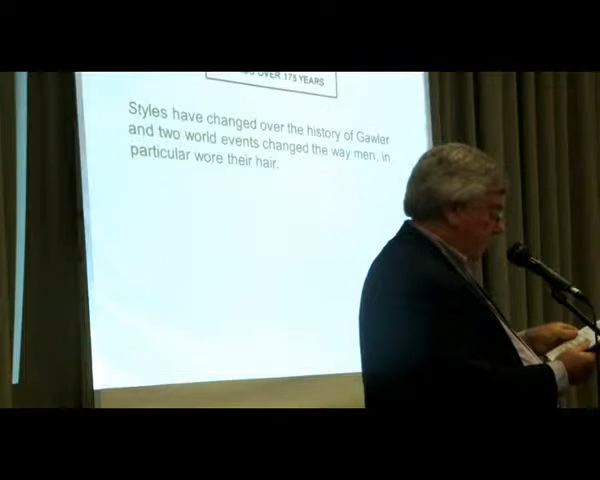 OVER 175 YEARS
Styles have changed over the history of Gawler
and two world events changed the way men, in
particular wore their hair.